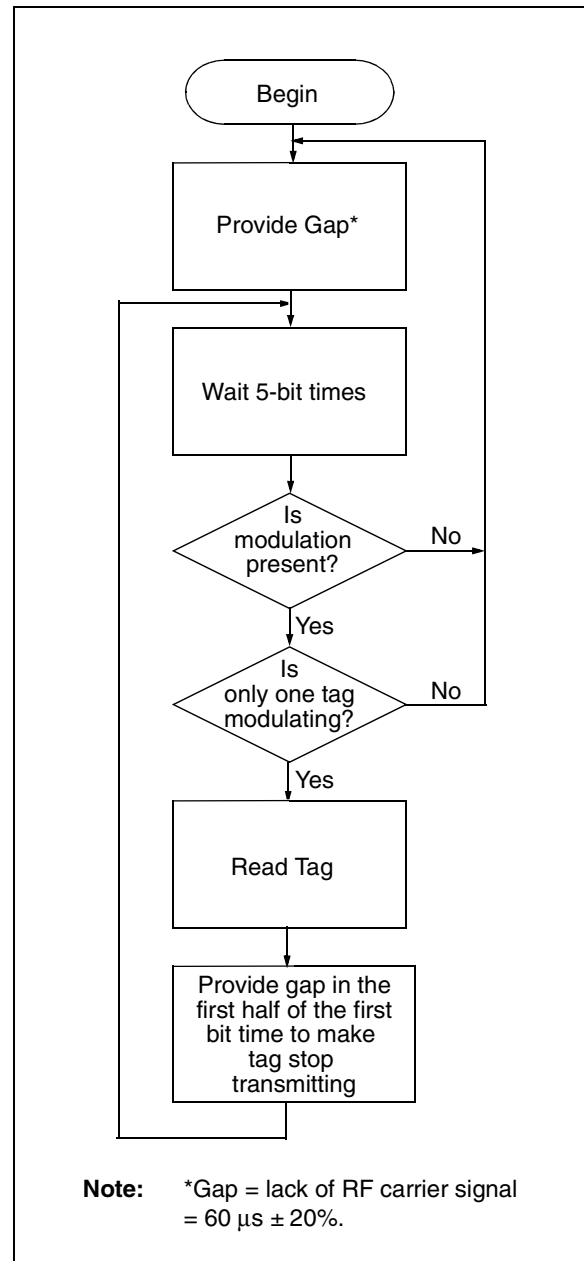 Begin
Provide Gap*
Wait 5-bit times
Is
modulation
present?
No
Yes
Is
only one tag
modulating?
No
Yes
Read Tag
Provide gap in the
first half of the first
bit time to make
tag stop
transmitting
Note: *Gap = lack of RF carrier signal
= 60 μs ± 20%.